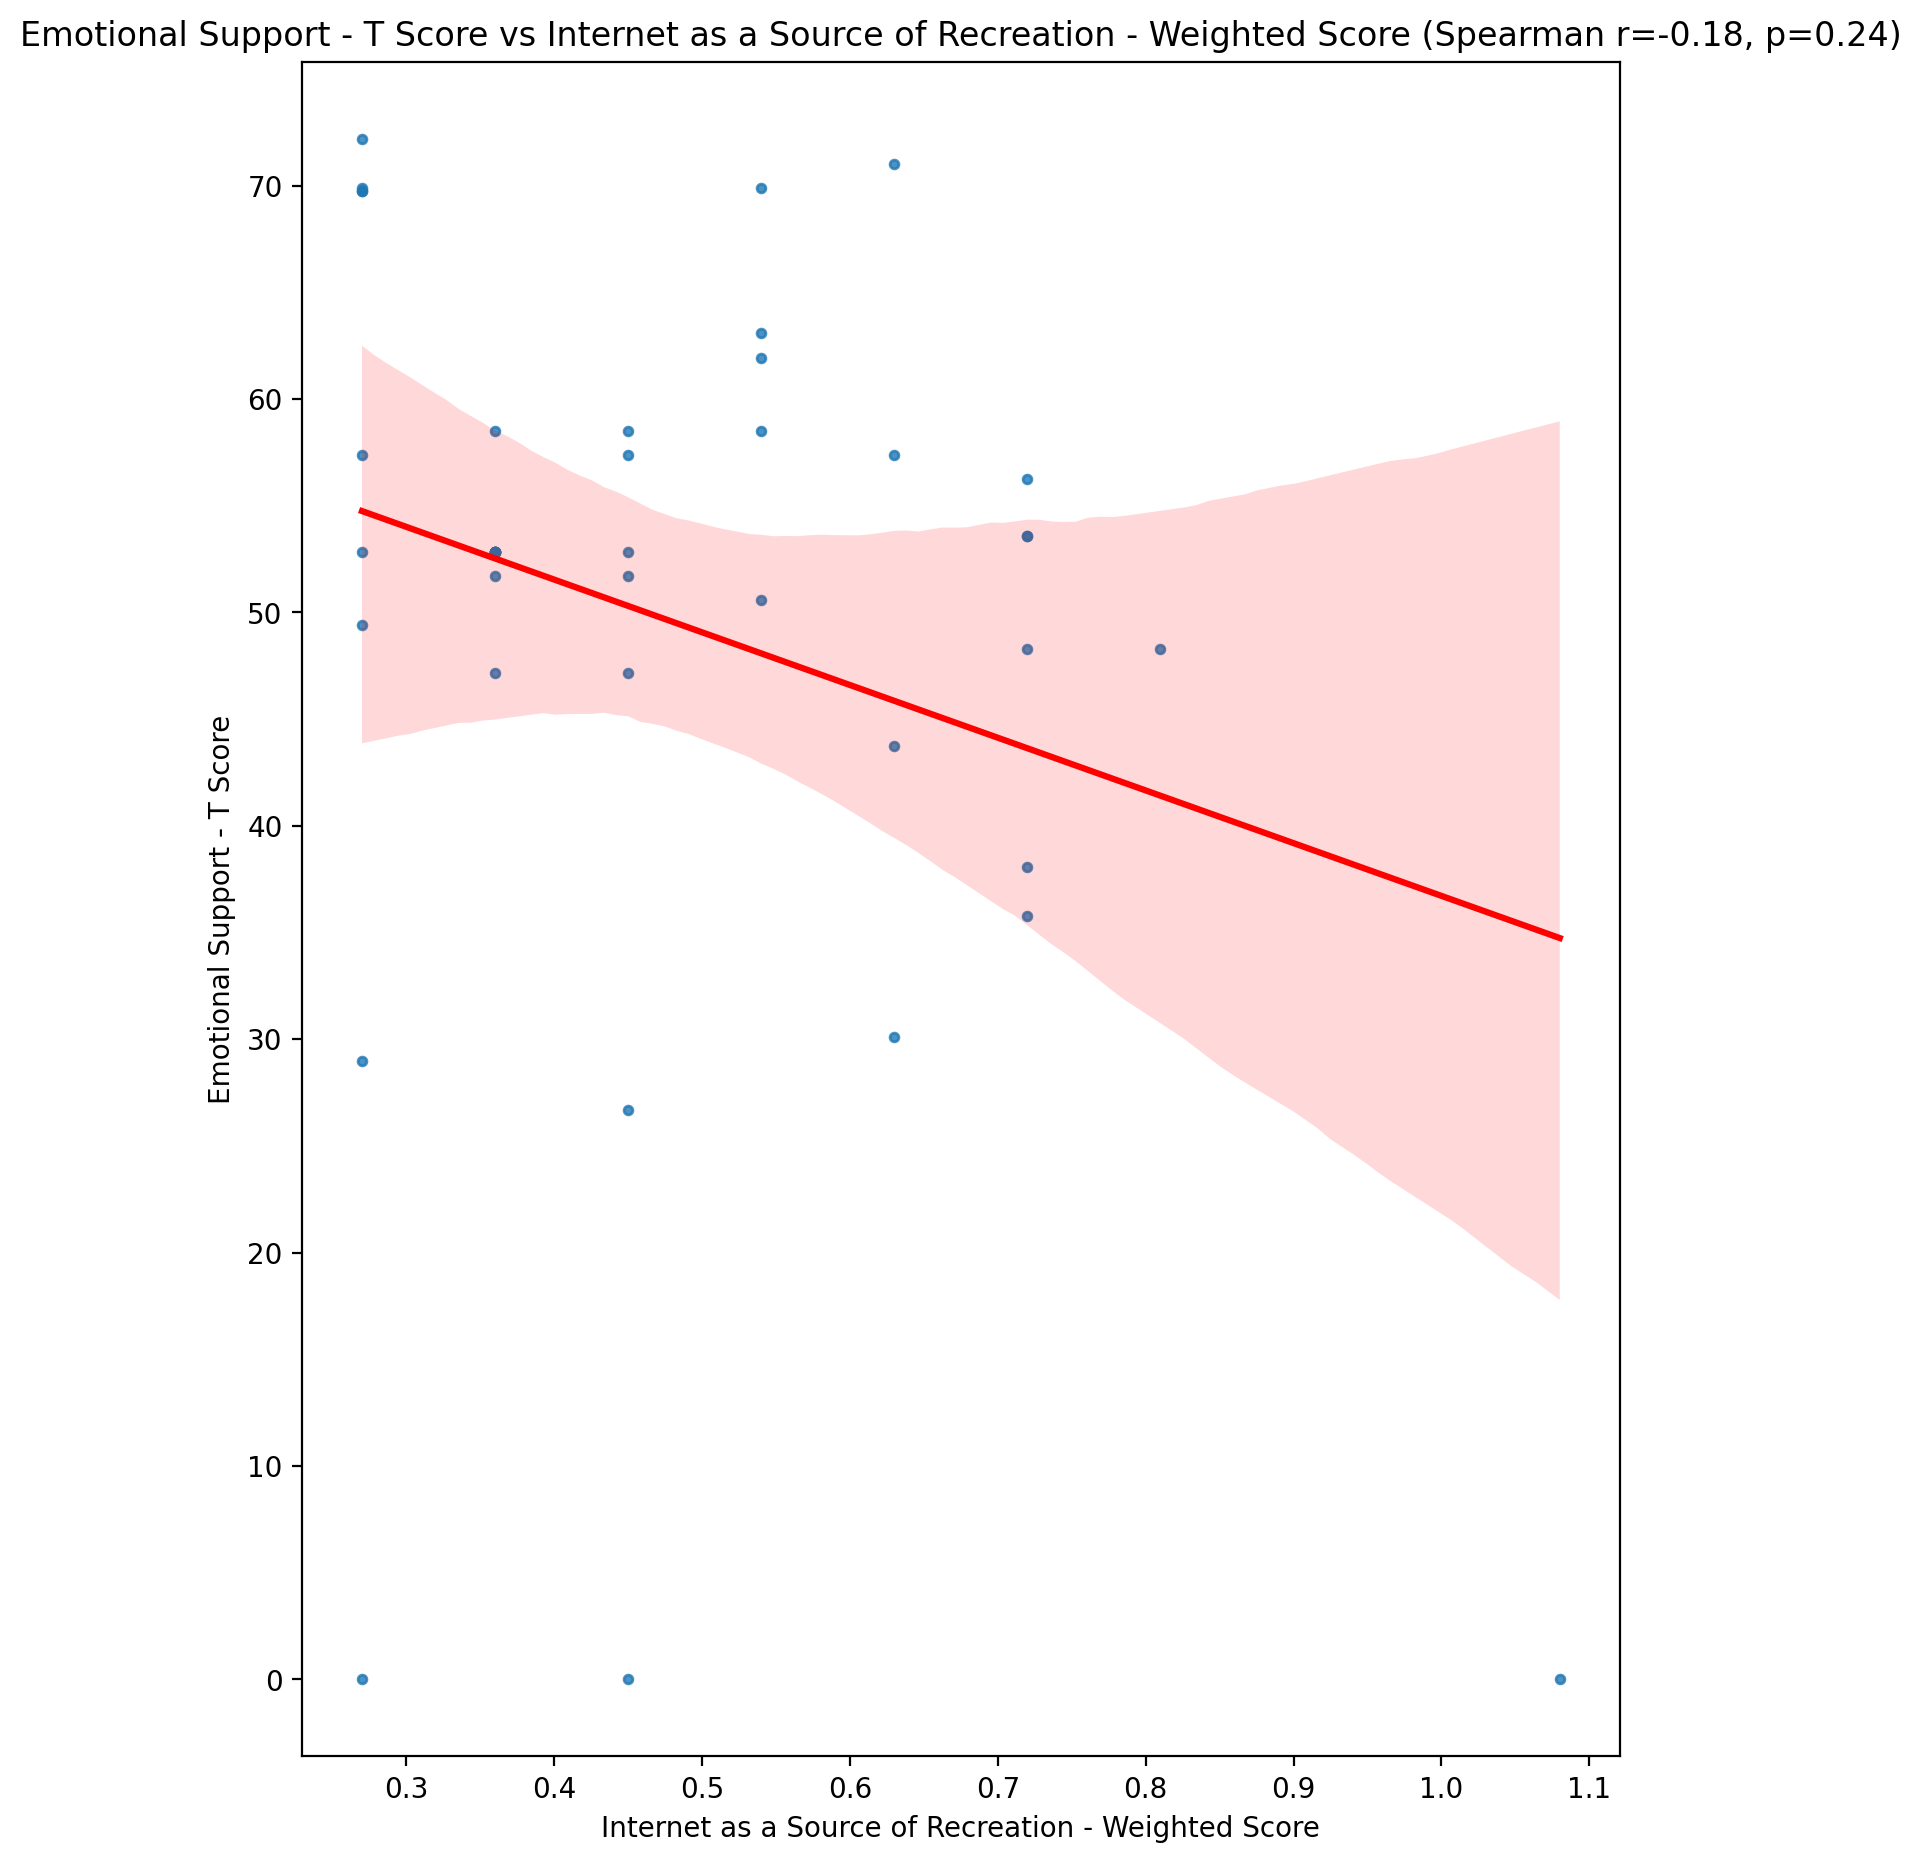 Emotional Support - T Score vs Internet as a Source of Recreation - Weighted Score (Spearman r=-0.18, p=0.24)
Emotional Support - T Score
70
60
50
40
30
20
10
0
0.3 0.4 0.5 0.6 0.7 0.8 0.9 1.0 1.1
Internet as a Source of Recreation - Weighted Score